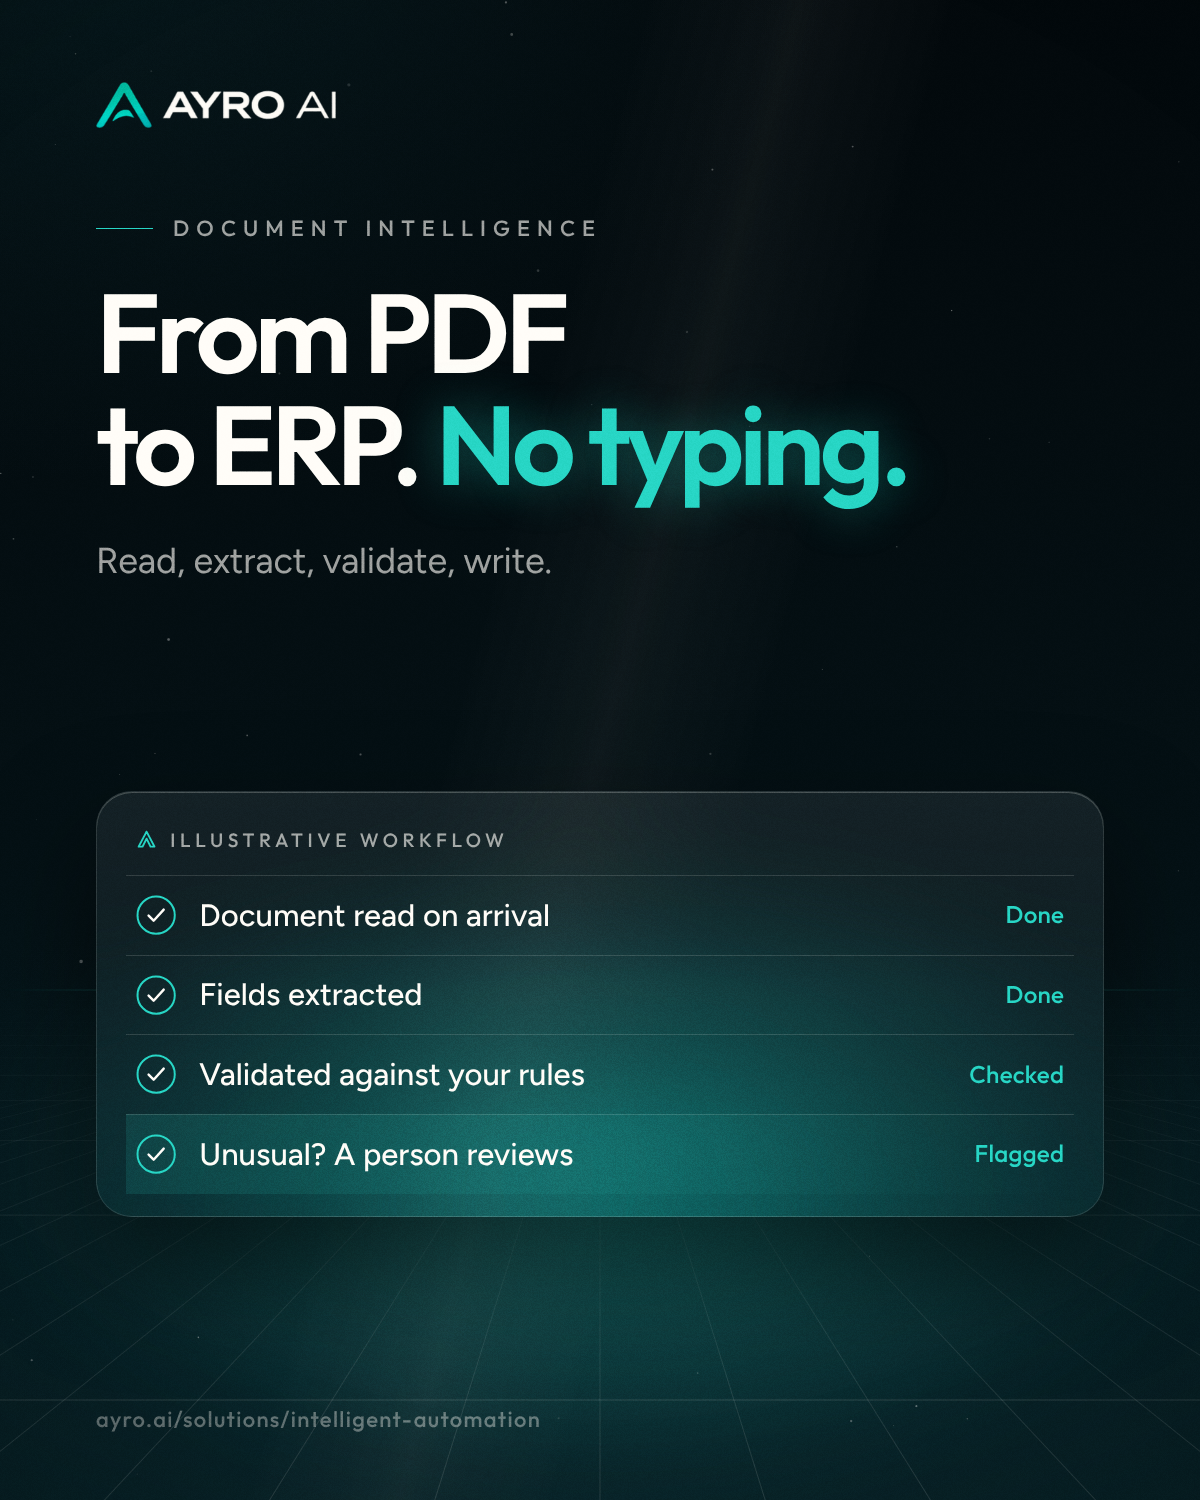 AYRO AI
DOCUMENT INTELLIGENCE
From PDF
to ERP. No typing.
Read, extract, validate, write.
ILLUSTRATIVE WORKFLOW
Document read on arrival Done
Fields extracted Done
Validated against your rules Checked
Unusual? A person reviews Flagged
ayro.ai/solutions/intelligent-automation